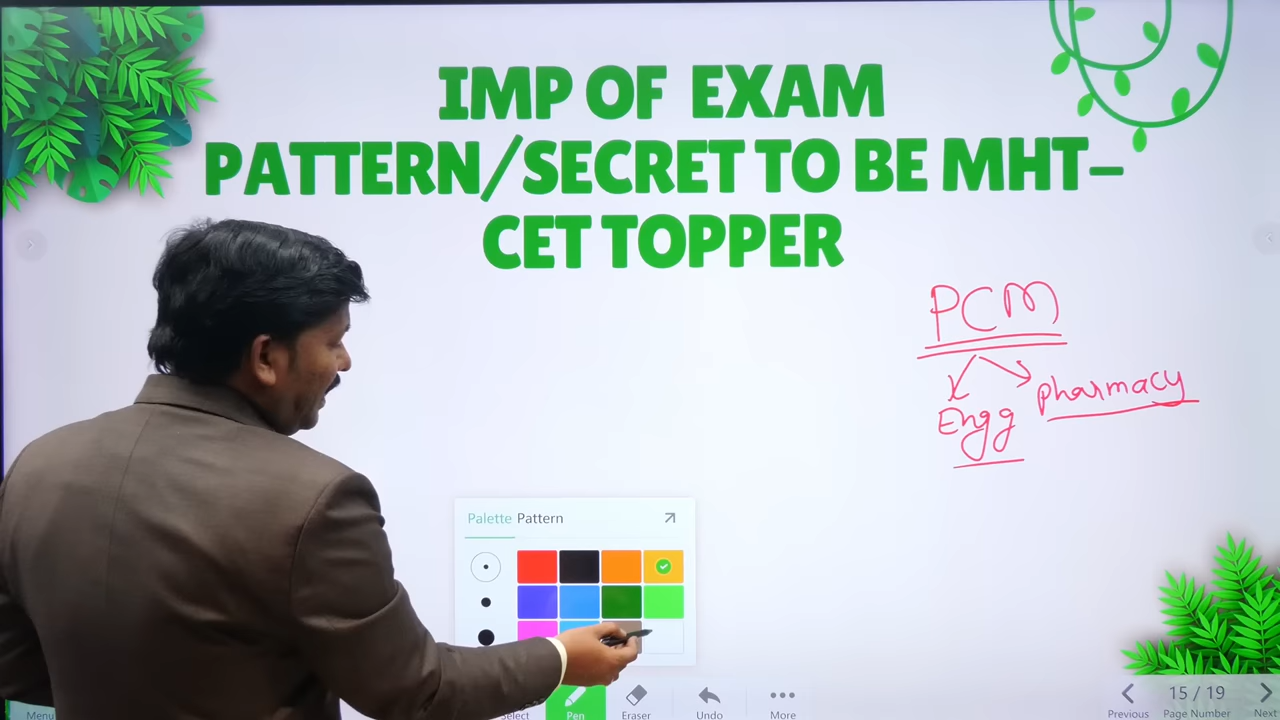 IMP OF EXAM
PATTERN/SECRET TO BE MHT-
CET TOPPER
PCM
Engg
pharmacy
Palette Pattern
Menu
Select
Pen
Eraser
Undo
More
Previous
15 / 19
Page Number
Next